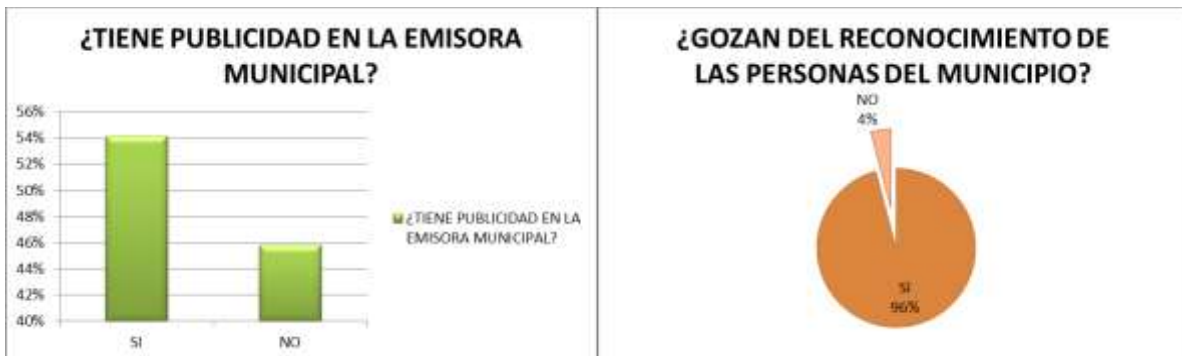 ¿TIENE PUBLICIDAD EN LA EMISORA
MUNICIPAL?
56%
54%
52%
50%
48%
46%
44%
42%
40%
SI
NO
¿TIENE PUBLICIDAD EN LA
EMISORA MUNICIPAL?
¿GOZAN DEL RECONOCIMIENTO DE
LAS PERSONAS DEL MUNICIPIO?
NO
4%
SI
96%